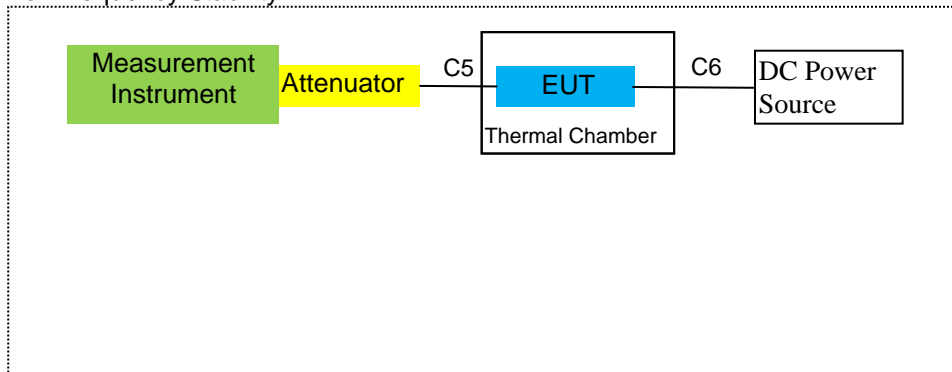 Measurement
Instrument
Attenuator
C5
EUT
Thermal Chamber
C6
DC Power
Source